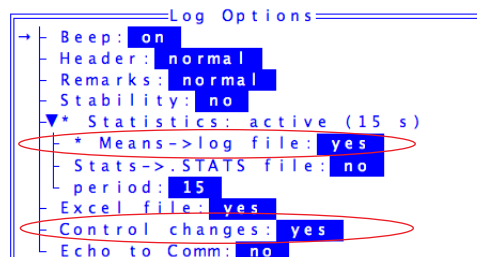 Log Options
→ - Beep: on
- Header: normal
- Remarks: normal
- Stability: no
▼* Statistics: active (15 s)
- * Means->log file: yes
- Stats->.STATS file: no
period: 15
- Excel file: yes
- Control changes: yes
- Echo to Comm: no